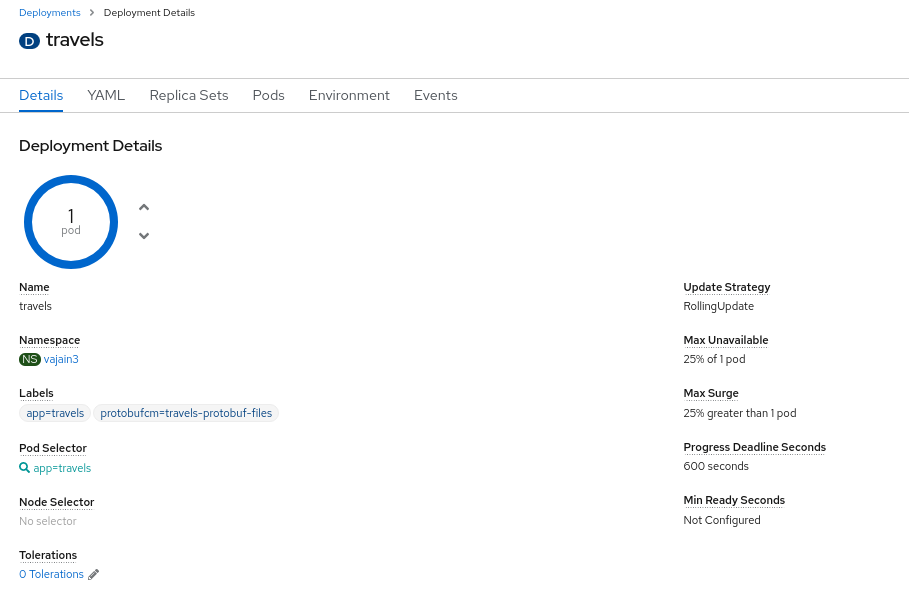 Deployments > Deployment Details
D travels
Details YAML Replica Sets Pods Environment Events
Deployment Details
1
pod
Name
travels
Namespace
NS vajain3
Labels
app=travels protobufcm=travels-protobuf-files
Pod Selector
app=travels
Node Selector
No selector
Tolerations
0 Tolerations
Update Strategy
RollingUpdate
Max Unavailable
25% of 1 pod
Max Surge
25% greater than 1 pod
Progress Deadline Seconds
600 seconds
Min Ready Seconds
Not Configured